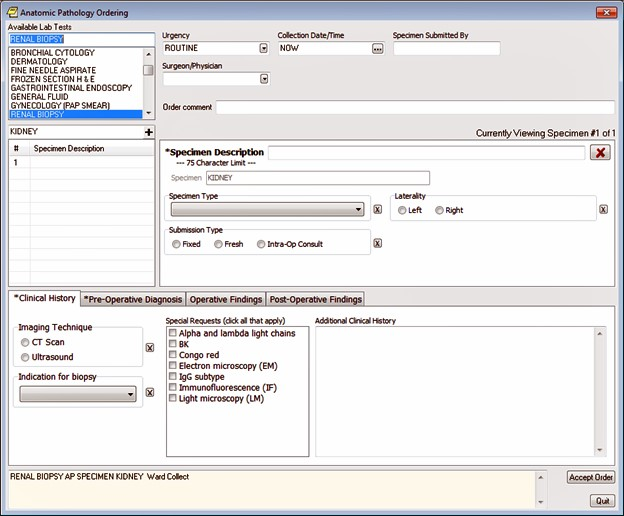 Anatomic Pathology Ordering
Available Lab Tests
RENAL BIOPSY
BRONCHIAL CYTOLOGY
DERMATOLOGY
FINE NEEDLE ASPIRATE
FROZEN SECTION H & E
GASTROINTESTINAL ENDOSCOPY
GENERAL FLUID
GYNECOLOGY (PAP SMEAR)
RENAL BIOPSY
Urgency
ROUTINE
Collection Date/Time
NOW
Specimen Submitted By
Surgeon/Physician
Order comment
KIDNEY
Currently Viewing Specimen #1 of 1
# Specimen Description
1
*Specimen Description
--- 75 Character Limit ---
Specimen KIDNEY
Specimen Type
Laterality
Left Right
Submission Type
Fixed Fresh Intra-Op Consult
*Clinical History *Pre-Operative Diagnosis Operative Findings Post-Operative Findings
Imaging Technique
CT Scan
Ultrasound
Indication for biopsy
Special Requests (click all that apply)
Alpha and lambda light chains
BK
Congo red
Electron microscopy (EM)
IgG subtype
Immunofluorescence (IF)
Light microscopy (LM)
Additional Clinical History
RENAL BIOPSY AP SPECIMEN KIDNEY Ward Collect
Accept Order
Quit